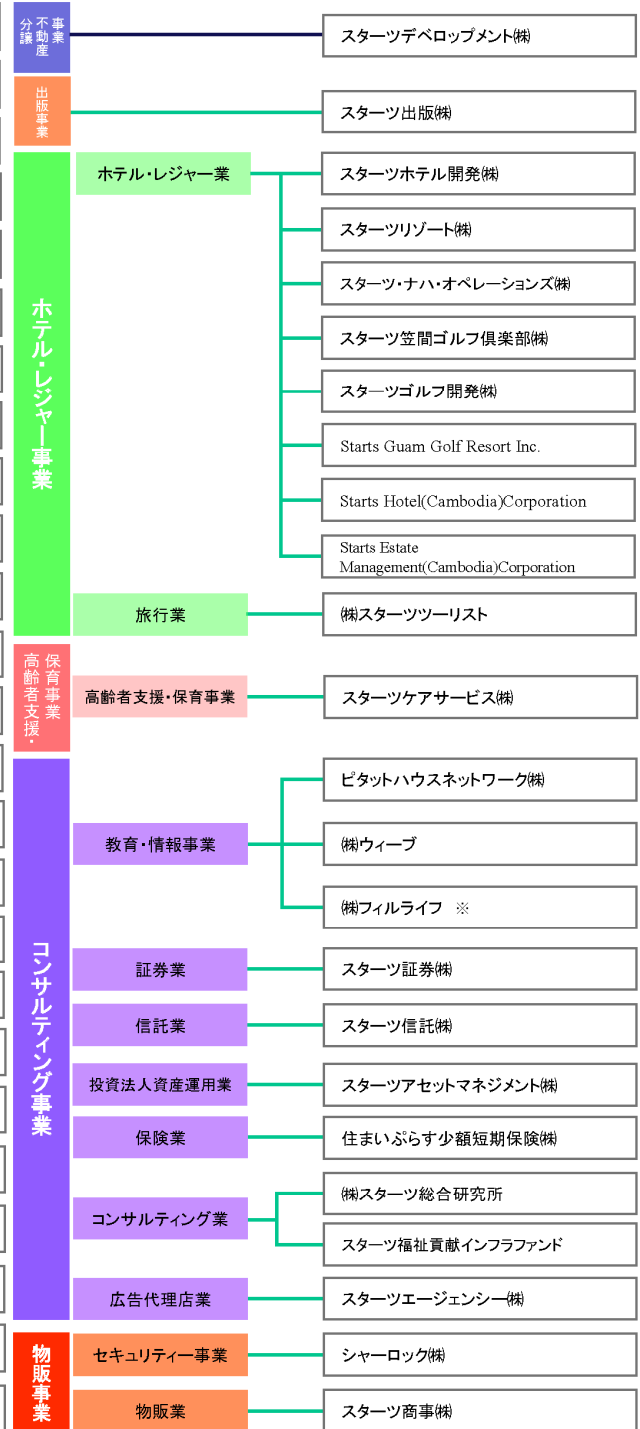 分譲
不動産
事業
スターツデベロップメント㈱
出版事業
スターツ出版㈱
ホテル・レジャー事業
ホテル・レジャー業
スターツホテル開発㈱
スターツリゾート㈱
スターツ・ナハ・オペレーションズ㈱
スターツ笠間ゴルフ倶楽部㈱
スターツゴルフ開発㈱
Starts Guam Golf Resort Inc.
Starts Hotel(Cambodia)Corporation
Starts Estate
Management(Cambodia)Corporation
旅行業
㈱スターツツーリスト
高齢者支援・
保育事業
高齢者支援・保育事業
スターツケアサービス㈱
コンサルティング事業
教育・情報事業
ピタットハウスネットワーク㈱
㈱ウィーブ
㈱フィルライフ ※
証券業
スターツ証券㈱
信託業
スターツ信託㈱
投資法人資産運用業
スターツアセットマネジメント㈱
保険業
住まいぷらす少額短期保険㈱
コンサルティング業
㈱スターツ総合研究所
スターツ福祉貢献インフラファンド
広告代理店業
スターツエージェンシー㈱
物販事業
セキュリティー事業
シャーロック㈱
物販業
スターツ商事㈱